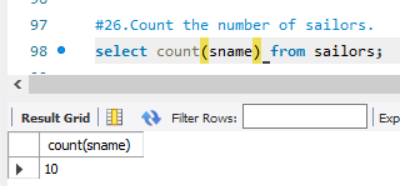 97 #26.Count the number of sailors.
98 select count(sname) from sailors;
Result Grid Filter Rows: Exp
count(sname)
10